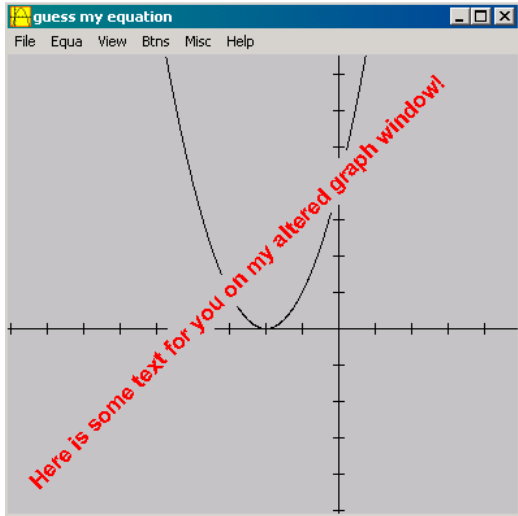 guess my equation
File Equa View Btns Misc Help
Here is some text for you on my altered graph window!